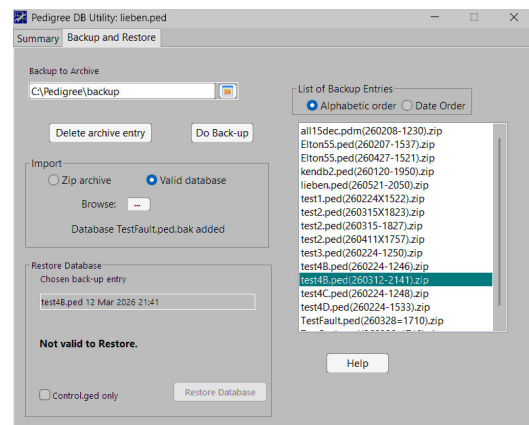 Pedigree DB Utility: lieben.ped
Summary Backup and Restore
Backup to Archive
C:\Pedigree\backup
Delete archive entry Do Back-up
Import
Zip archive Valid database
Browse: ...
Database TestFault.ped.bak added
Restore Database
Chosen back-up entry
test4B.ped 12 Mar 2026 21:41
Not valid to Restore.
Control.ged only Restore Database
List of Backup Entries
Alphabetic order Date Order
all15dec.pdm(260208-1230).zip
Elton55.ped(260207-1537).zip
Elton55.ped(260427-1521).zip
kendb2.ped(260120-1950).zip
lieben.ped(260521-2050).zip
test1.ped(260224X1522).zip
test2.ped(260315X1823).zip
test2.ped(260315-1827).zip
test2.ped(260411X1757).zip
test3.ped(260224-1250).zip
test4B.ped(260224-1246).zip
test4B.ped(260312-2141).zip
test4C.ped(260224-1248).zip
test4D.ped(260224-1533).zip
TestFault.ped(260328=1710).zip
Help